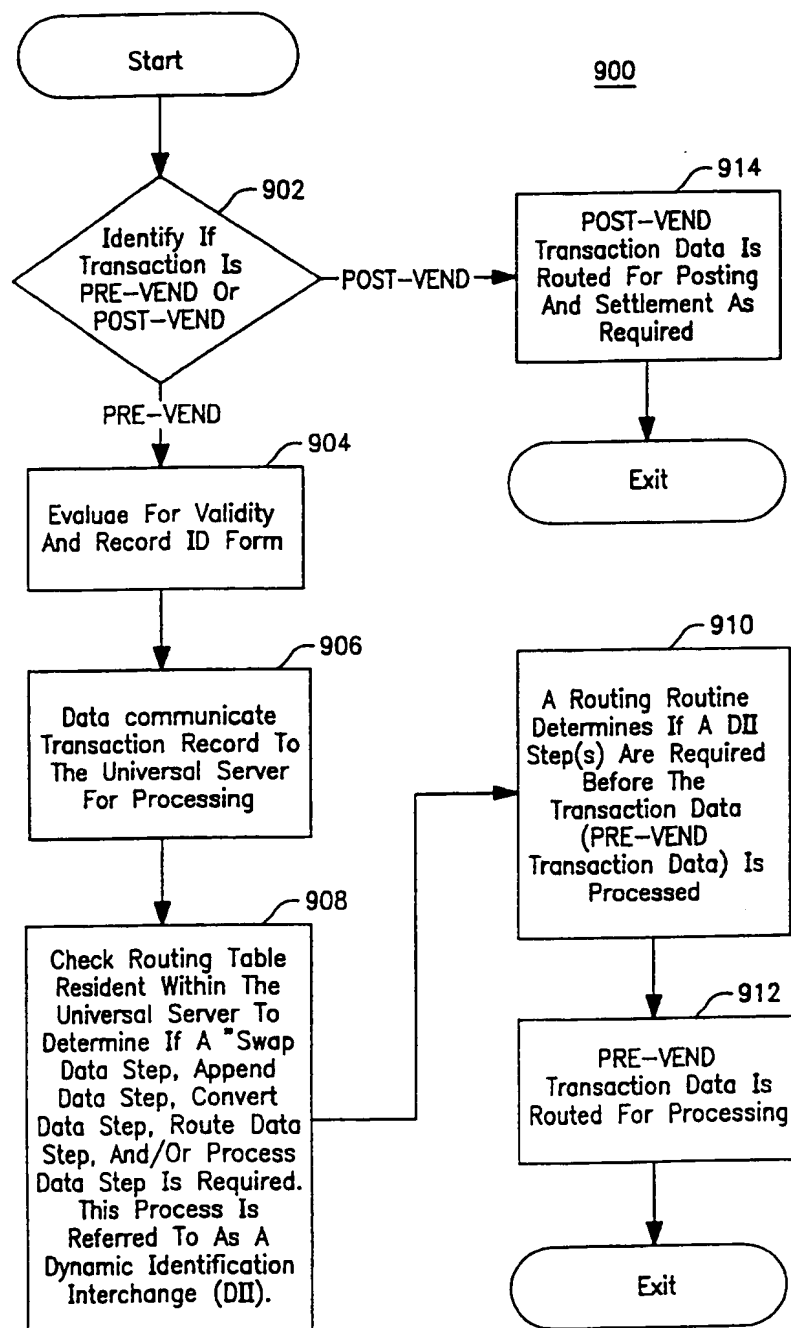 Start
900
902
Identify If
Transaction Is
PRE-VEND Or
POST-VEND
POST-VEND
PRE-VEND
914
POST-VEND
Transaction Data Is
Routed For Posting
And Settlement As
Required
Exit
904
Evaluae For Validity
And Record ID Form
906
Data communicate
Transaction Record To
The Universal Server
For Processing
908
Check Routing Table
Resident Within The
Universal Server To
Determine If A "Swap
Data Step, Append
Data Step, Convert
Data Step, Route Data
Step, And/Or Process
Data Step Is Required.
This Process Is
Referred To As A
Dynamic Identification
Interchange (DII).
910
A Routing Routine
Determines If A DII
Step(s) Are Required
Before The
Transaction Data
(PRE-VEND
Transaction Data) Is
Processed
912
PRE-VEND
Transaction Data Is
Routed For Processing
Exit